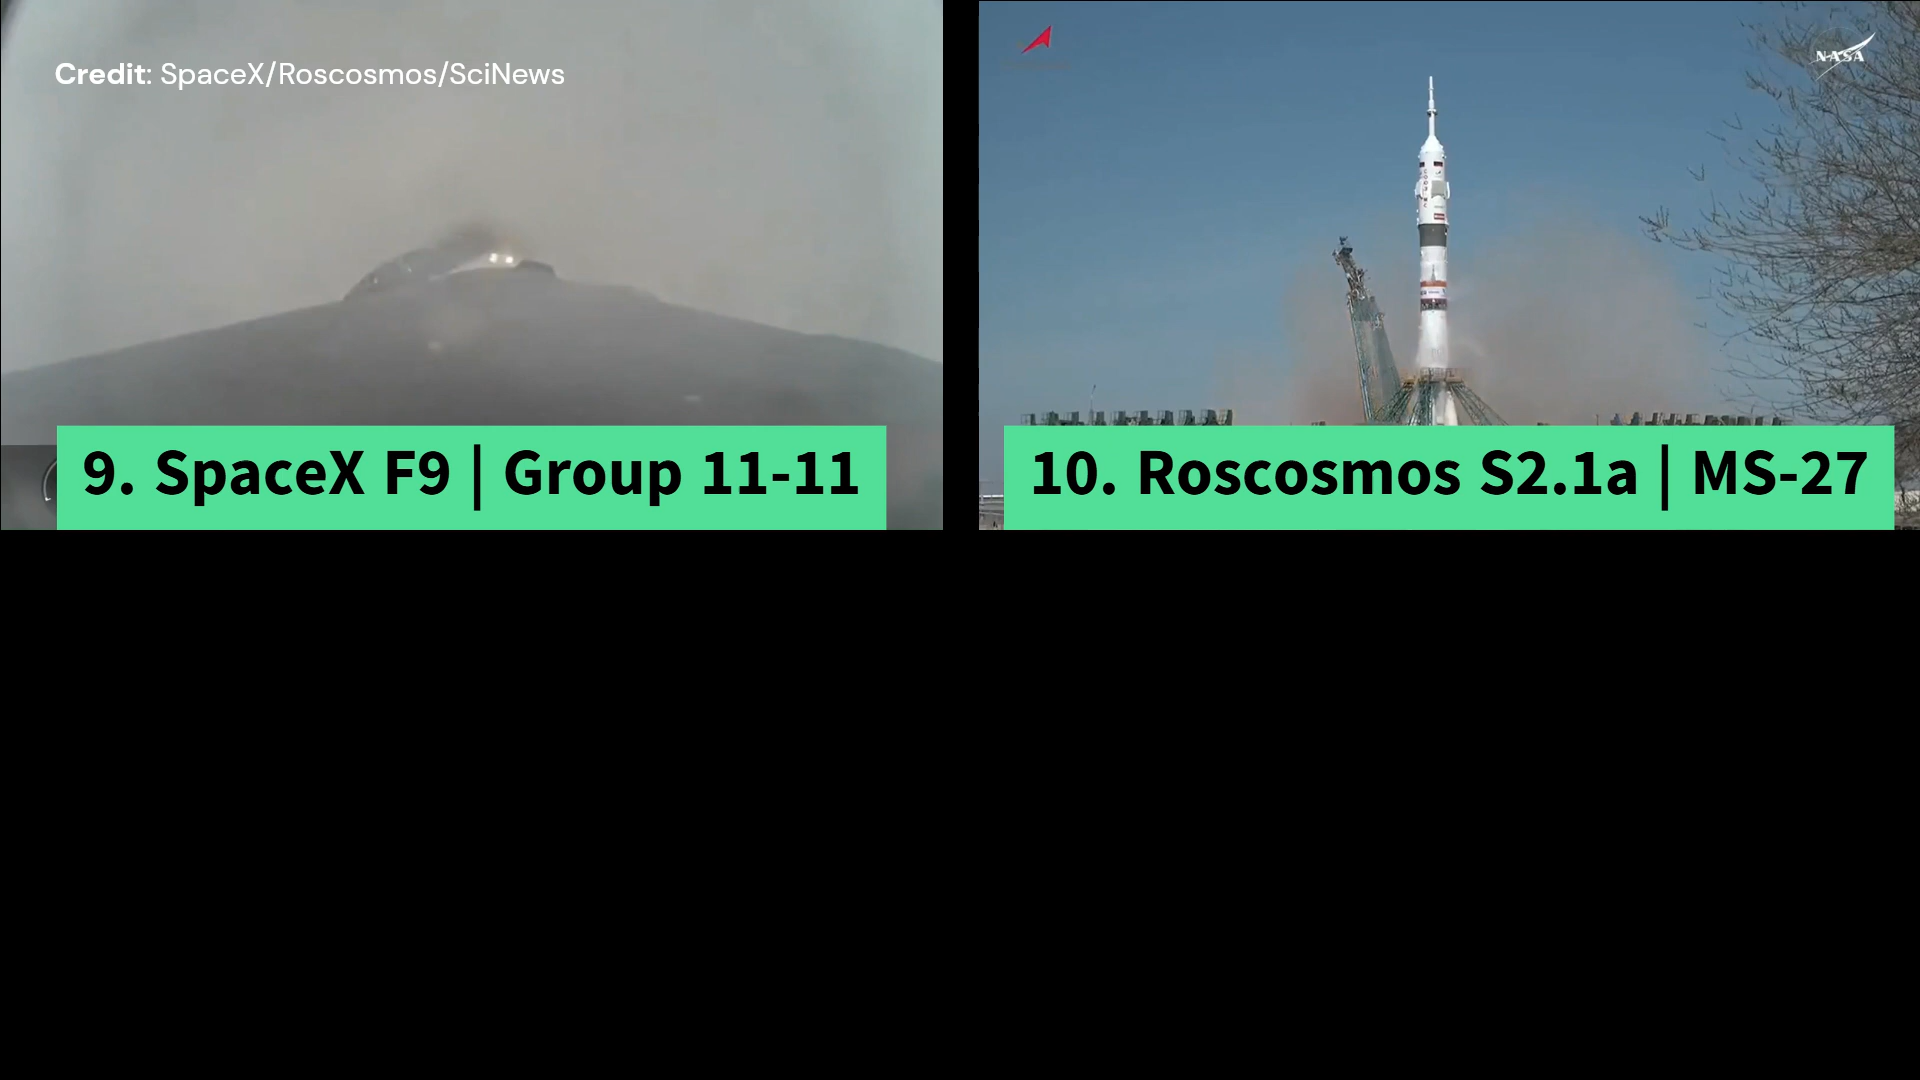 Credit: SpaceX/Roscosmos/SciNews
NASA
9. SpaceX F9 | Group 11-11
10. Roscosmos S2.1a | MS-27